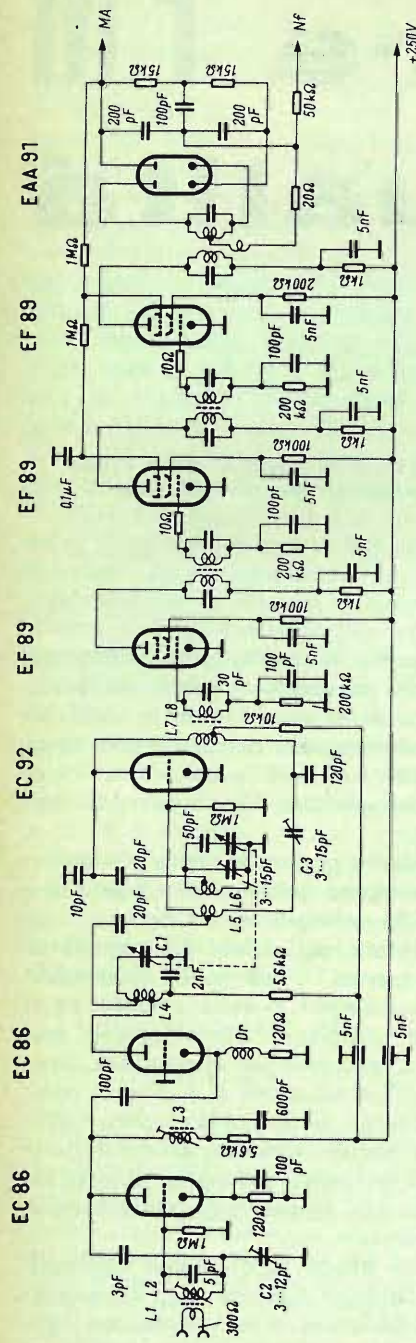 EC 86
EC 86
EC 92
EF 89
EF 89
EF 89
EAA 91
MA
0,1µF
1MΩ
1MΩ
10pF
20pF
20pF
200
pF
15kΩ
100pF
15kΩ
200
pF
100pF
3pF
L3
L4
C1
2nF
50pF
L5
L6
3...15pF
L7
L8
30
pF
10Ω
10Ω
L1
L2
5pF
300Ω
1MΩ
C2
3...12pF
120Ω
100
pF
5,6kΩ
600pF
Dr
120Ω
5,6kΩ
1MΩ
C3
3...15pF
120pF
10kΩ
200kΩ
100
pF
5nF
100kΩ
1kΩ
5nF
200
kΩ
100pF
5nF
100kΩ
1kΩ
5nF
200
kΩ
100pF
5nF
200kΩ
1kΩ
5nF
20Ω
50kΩ
Nf
5nF
5nF
+250V